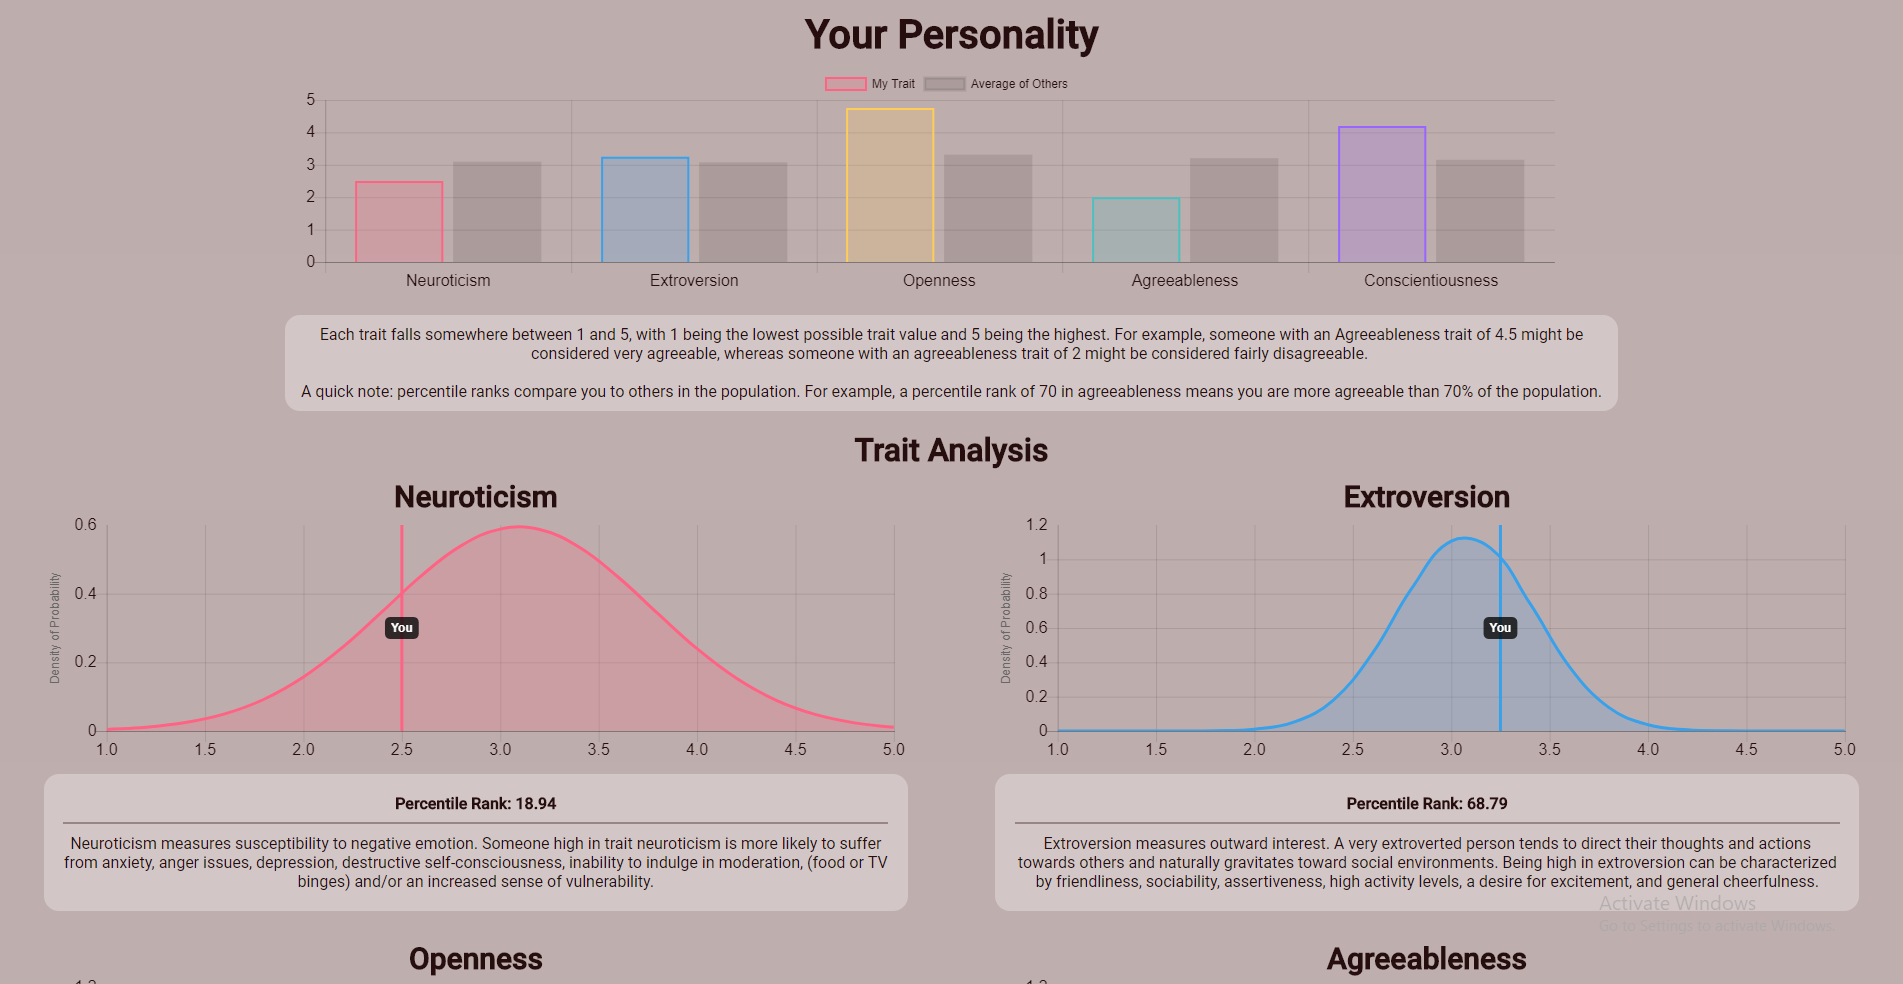 Your Personality
My Trait Average of Others
5
4
3
2
1
0
Neuroticism Extroversion Openness Agreeableness Conscientiousness
Each trait falls somewhere between 1 and 5, with 1 being the lowest possible trait value and 5 being the highest. For example, someone with an Agreeableness trait of 4.5 might be
considered very agreeable, whereas someone with an agreeableness trait of 2 might be considered fairly disagreeable.
A quick note: percentile ranks compare you to others in the population. For example, a percentile rank of 70 in agreeableness means you are more agreeable than 70% of the population.
Trait Analysis
Neuroticism
Density of Probability
0.6
0.4
0.2
0
You
1.0 1.5 2.0 2.5 3.0 3.5 4.0 4.5 5.0
Percentile Rank: 18.94
Neuroticism measures susceptibility to negative emotion. Someone high in trait neuroticism is more likely to suffer
from anxiety, anger issues, depression, destructive self-consciousness, inability to indulge in moderation, (food or TV
binges) and/or an increased sense of vulnerability.
Extroversion
Density of Probability
1.2
1
0.8
0.6
0.4
0.2
0
You
1.0 1.5 2.0 2.5 3.0 3.5 4.0 4.5 5.0
Percentile Rank: 68.79
Extroversion measures outward interest. A very extroverted person tends to direct their thoughts and actions
towards others and naturally gravitates toward social environments. Being high in extroversion can be characterized
by friendliness, sociability, assertiveness, high activity levels, a desire for excitement, and general cheerfulness.
Activate Windows
Go to Settings to activate Windows.
Openness
Agreeableness